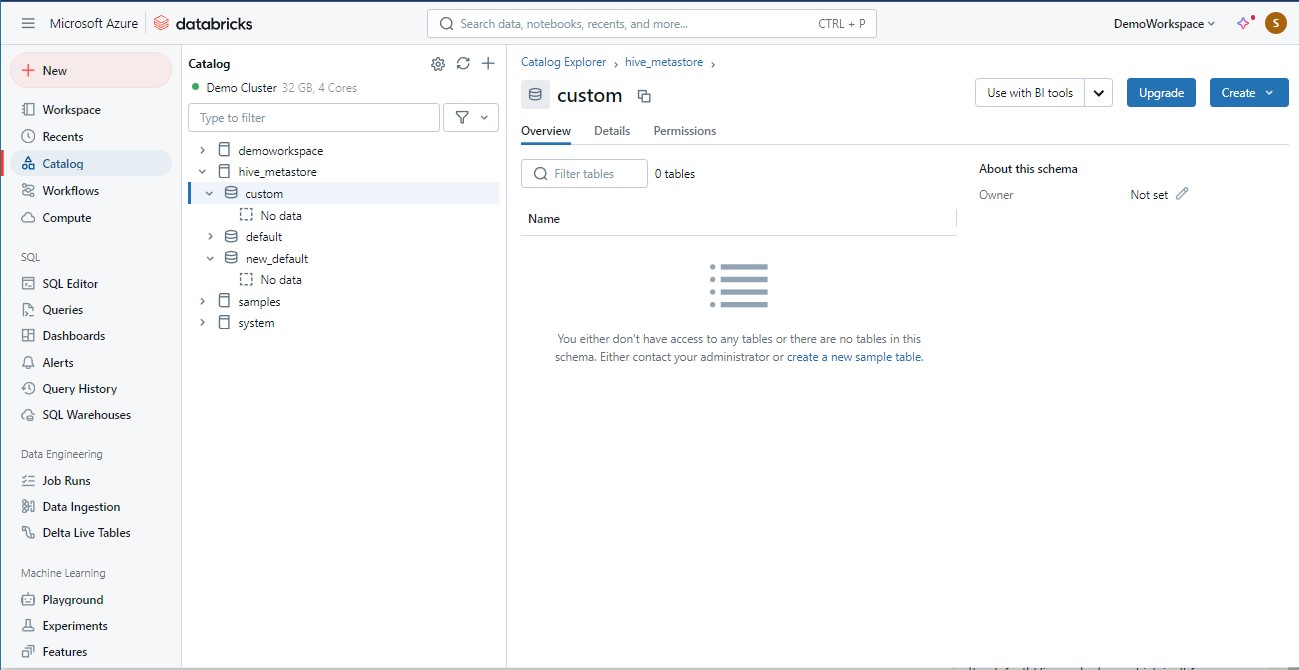 Microsoft Azure databricks Search data, notebooks, recents, and more... CTRL + P DemoWorkspace S
New
Workspace
Recents
Catalog
Workflows
Compute
SQL
SQL Editor
Queries
Dashboards
Alerts
Query History
SQL Warehouses
Data Engineering
Job Runs
Data Ingestion
Delta Live Tables
Machine Learning
Playground
Experiments
Features
Catalog
Demo Cluster 32 GB, 4 Cores
Type to filter
demoworkspace
hive_metastore
custom
No data
default
new_default
No data
samples
system
Catalog Explorer › hive_metastore ›
custom
Use with BI tools Upgrade Create
Overview Details Permissions
Filter tables 0 tables
Name
You either don't have access to any tables or there are no tables in this
schema. Either contact your administrator or create a new sample table.
About this schema
Owner Not set